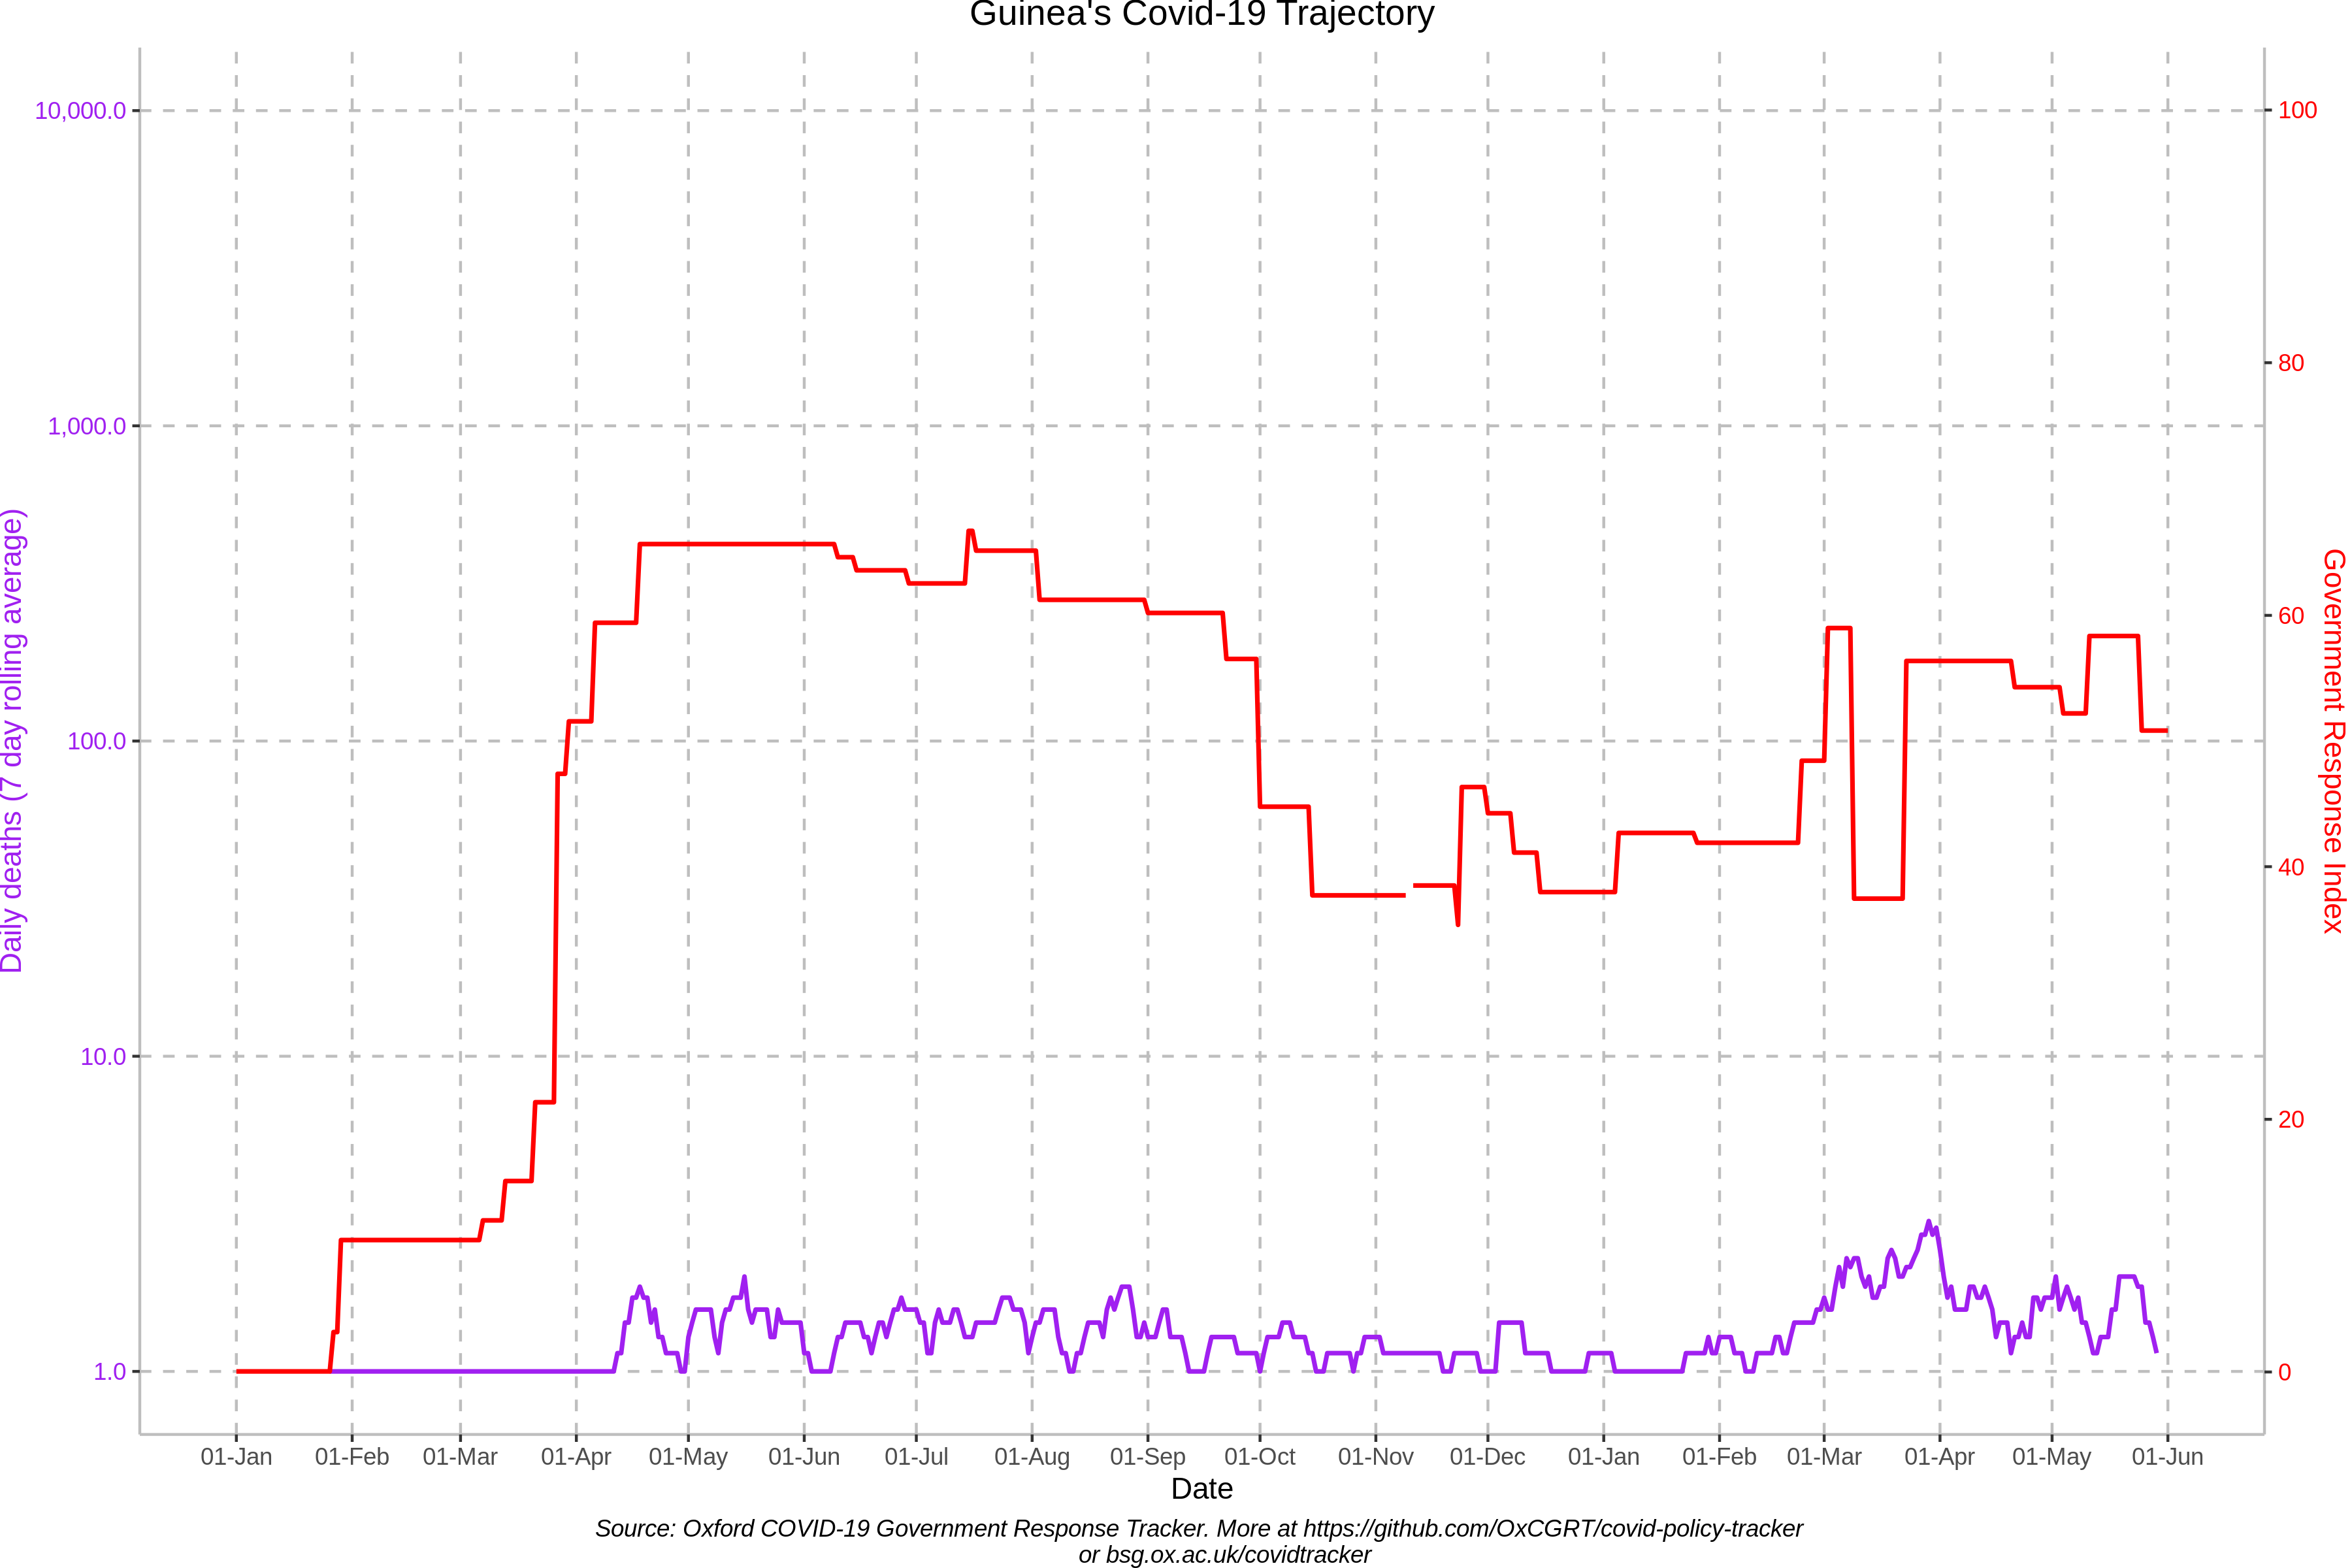 Guinea's Covid-19 Trajectory
10,000.0
1,000.0
100.0
10.0
1.0
Daily deaths (7 day rolling average)
100
80
60
40
20
0
Government Response Index
01-Jan 01-Feb 01-Mar 01-Apr 01-May 01-Jun 01-Jul 01-Aug 01-Sep 01-Oct 01-Nov 01-Dec 01-Jan 01-Feb 01-Mar 01-Apr 01-May 01-Jun
Date
Source: Oxford COVID-19 Government Response Tracker. More at https://github.com/OxCGRT/covid-policy-tracker
or bsg.ox.ac.uk/covidtracker